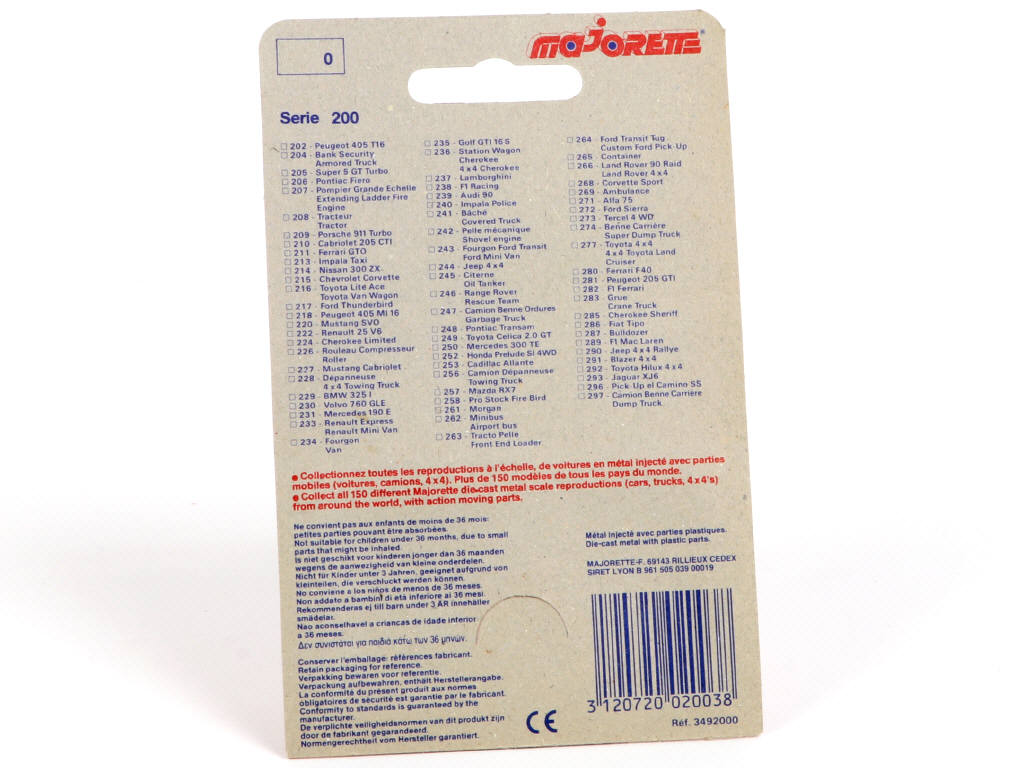 0
MAJORETTE®
Serie 200
202 - Peugeot 405 T16
204 - Bank Security
Armored Truck
205 - Super 5 GT Turbo
206 - Pontiac Fiero
207 - Pompier Grande Echelle
Extending Ladder Fire
Engine
208 - Tracteur
Tractor
209 - Porsche 911 Turbo
210 - Cabriolet 205 CTI
211 - Ferrari GTO
213 - Impala Taxi
214 - Nissan 300 ZX
215 - Chevrolet Corvette
216 - Toyota Lite Ace
Toyota Van Wagon
217 - Ford Thunderbird
218 - Peugeot 405 MI 16
220 - Mustang SVO
222 - Renault 25 V6
224 - Cherokee Limited
226 - Rouleau Compresseur
Roller
227 - Mustang Cabriolet
228 - Dépanneuse
4 x 4 Towing Truck
229 - BMW 325 I
230 - Volvo 760 GLE
231 - Mercedes 190 E
233 - Renault Express
Renault Mini Van
234 - Fourgon
Van
235 - Golf GTI 16 S
236 - Station Wagon
Cherokee
4 x 4 Cherokee
237 - Lamborghini
238 - F1 Racing
239 - Audi 90
240 - Impala Police
241 - Bâché
Covered Truck
242 - Pelle mécanique
Shovel engine
243 - Fourgon Ford Transit
Ford Mini Van
244 - Jeep 4 x 4
245 - Citerne
Oil Tanker
246 - Range Rover
Rescue Team
247 - Camion Benne Ordures
Garbage Truck
248 - Pontiac Transam
249 - Toyota Celica 2.0 GT
250 - Mercedes 300 TE
252 - Honda Prelude SI 4WD
253 - Cadillac Allante
256 - Camion Dépanneuse
Towing Truck
257 - Mazda RX7
258 - Pro Stock Fire Bird
261 - Morgan
262 - Minibus
Airport bus
263 - Tracto Pelle
Front End Loader
264 - Ford Transit Tug
Custom Ford Pick-Up
265 - Container
266 - Land Rover 90 Raid
Land Rover 4 x 4
268 - Corvette Sport
269 - Ambulance
271 - Alfa 75
272 - Ford Sierra
273 - Tercel 4 WD
274 - Benne Carrière
Super Dump Truck
277 - Toyota 4 x 4
4 x 4 Toyota Land
Cruiser
280 - Ferrari F40
281 - Peugeot 205 GTI
282 - F1 Ferrari
283 - Grue
Crane Truck
285 - Cherokee Sheriff
286 - Fiat Tipo
287 - Bulldozer
289 - F1 Mac Laren
290 - Jeep 4 x 4 Rallye
291 - Blazer 4 x 4
292 - Toyota Hilux 4 x 4
293 - Jaguar XJ6
296 - Pick-Up el Camino SS
297 - Camion Benne Carrière
Dump Truck
● Collectionnez toutes les reproductions à l'échelle, de voitures en métal injecté avec parties
mobiles (voitures, camions, 4 x 4). Plus de 150 modèles de tous les pays du monde.
● Collect all 150 different Majorette die-cast metal scale reproductions (cars, trucks, 4 x 4's)
from around the world, with action moving parts.
Ne convient pas aux enfants de moins de 36 mois:
petites parties pouvant être absorbées.
Not suitable for children under 36 months, due to small
parts that might be inhaled.
Is niet geschikt voor kinderen jonger dan 36 maanden
wegens de aanwezigheid van kleine onderdelen.
Nicht für Kinder unter 3 Jahren, geeignet aufgrund von
kleinteilen, die verschluckt werden können.
No conviene a los niños de menos de 36 meses.
Non addato a bambini di età inferiore ai 36 mesi.
Rekommenderas ej till barn under 3 ÅR innehåller
smådelar.
Nao aconselhavel a criancas de idade inferior
a 36 meses.
Δεν συνιστάται για παιδιά κάτω των 36 μηνών.
Conserver l'emballage: références fabricant.
Retain packaging for reference.
Verpakking bewaren voor referentie.
Verpackung aufbewahren, enthält Herstellerangabe.
La conformité du présent produit aux normes
obligatoires de sécurité est garantie par le fabricant.
Conformity to standards is guaranteed by the
manufacturer.
De verplichte veiligheidsnormen van dit produkt zijn
door de fabrikant gegarandeerd.
Normengerechtheit vom Hersteller garantiert.
CE
Métal injecté avec parties plastiques.
Die-cast metal with plastic parts.
MAJORETTE-F. 69143 RILLIEUX CEDEX
SIRET LYON B 961 505 039 00019
3 120720 020038
Réf. 3492000